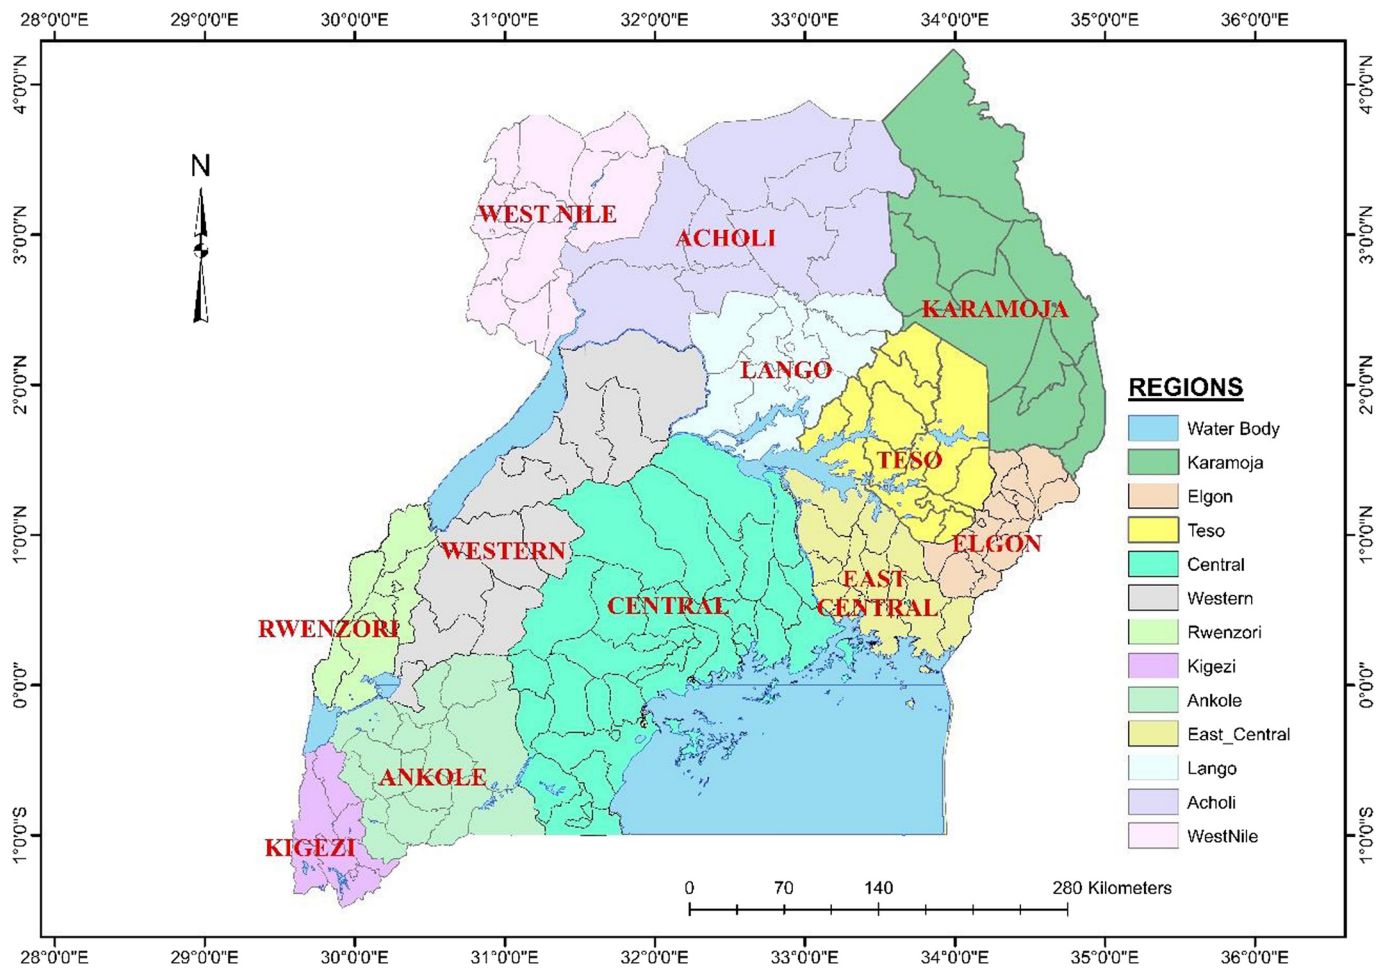 28°0'0"E 29°0'0"E 30°0'0"E 31°0'0"E 32°0'0"E 33°0'0"E 34°0'0"E 35°0'0"E 36°0'0"E
4°0'0"N
4°0'0"N
N
WEST NILE
ACHOLI
3°0'0"N
3°0'0"N
KARAMOJA
LANGO
2°0'0"N
2°0'0"N
REGIONS
Water Body
Karamoja
Elgon
Teso
Central
Western
Rwenzori
Kigezi
Ankole
East_Central
Lango
Acholi
WestNile
TESO
1°0'0"N
1°0'0"N
WESTERN
ELGON
EAST
CENTRAL
CENTRAL
RWENZORI
0°0'0"
0°0'0"
ANKOLE
1°0'0"S
1°0'0"S
KIGEZI
0 70 140 280 Kilometers
28°0'0"E 29°0'0"E 30°0'0"E 31°0'0"E 32°0'0"E 33°0'0"E 34°0'0"E 35°0'0"E 36°0'0"E